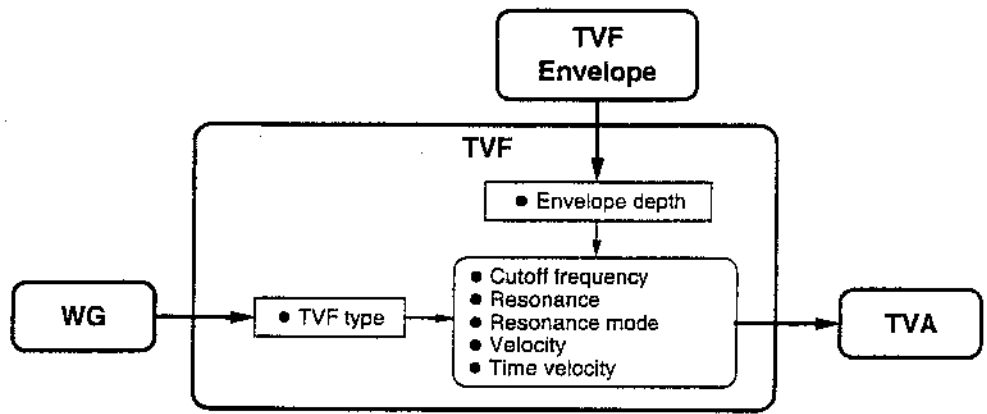 TVF
Envelope
TVF
● Envelope depth
● Cutoff frequency
● Resonance
WG
● TVF type
● Resonance mode
TVA
● Velocity
● Time velocity